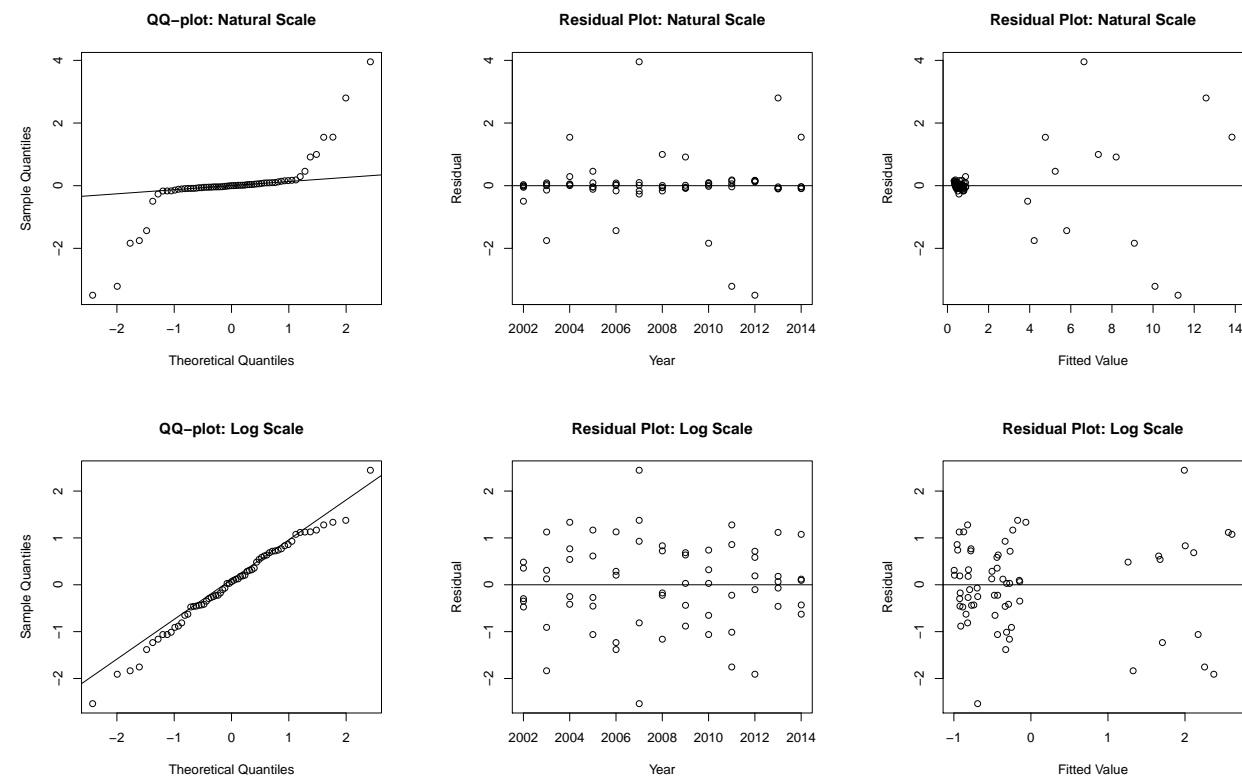 QQ−plot: Natural Scale
Sample Quantiles
4
2
0
−2
−2 −1 0 1 2
Theoretical Quantiles
Residual Plot: Natural Scale
Residual
4
2
0
−2
2002 2004 2006 2008 2010 2012 2014
Year
Residual Plot: Natural Scale
Residual
4
2
0
−2
0 2 4 6 8 10 12 14
Fitted Value
QQ−plot: Log Scale
Sample Quantiles
2
1
0
−1
−2
−2 −1 0 1 2
Theoretical Quantiles
Residual Plot: Log Scale
Residual
2
1
0
−1
−2
2002 2004 2006 2008 2010 2012 2014
Year
Residual Plot: Log Scale
Residual
2
1
0
−1
−2
−1 0 1 2
Fitted Value